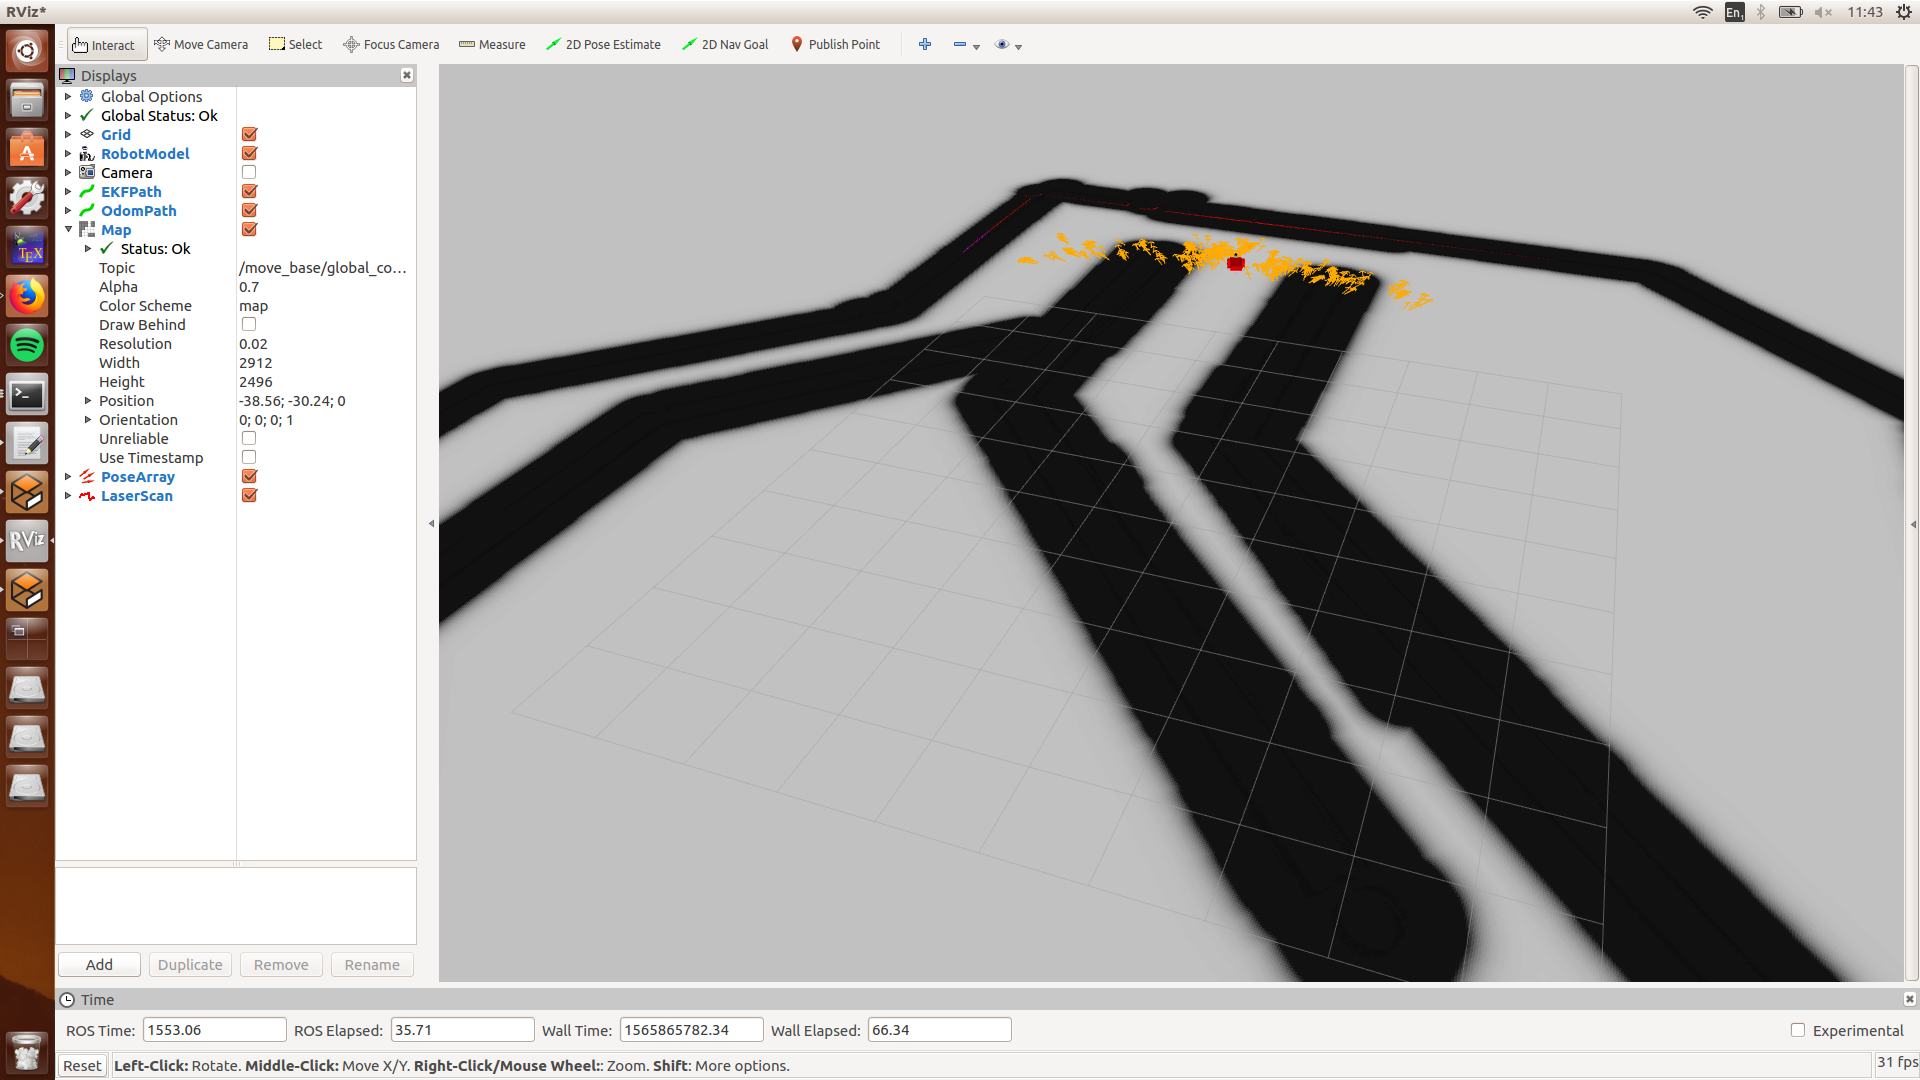 RViz*
En1
11:43
Interact Move Camera Select Focus Camera Measure 2D Pose Estimate 2D Nav Goal Publish Point
Displays
Global Options
Global Status: Ok
Grid
RobotModel
Camera
EKFPath
OdomPath
Map
Status: Ok
Topic /move_base/global_co...
Alpha 0.7
Color Scheme map
Draw Behind
Resolution 0.02
Width 2912
Height 2496
Position -38.56; -30.24; 0
Orientation 0; 0; 0; 1
Unreliable
Use Timestamp
PoseArray
LaserScan
TEX
RViz
Add Duplicate Remove Rename
Time
ROS Time: 1553.06 ROS Elapsed: 35.71 Wall Time: 1565865782.34 Wall Elapsed: 66.34 Experimental
Reset Left-Click: Rotate. Middle-Click: Move X/Y. Right-Click/Mouse Wheel:: Zoom. Shift: More options. 31 fps